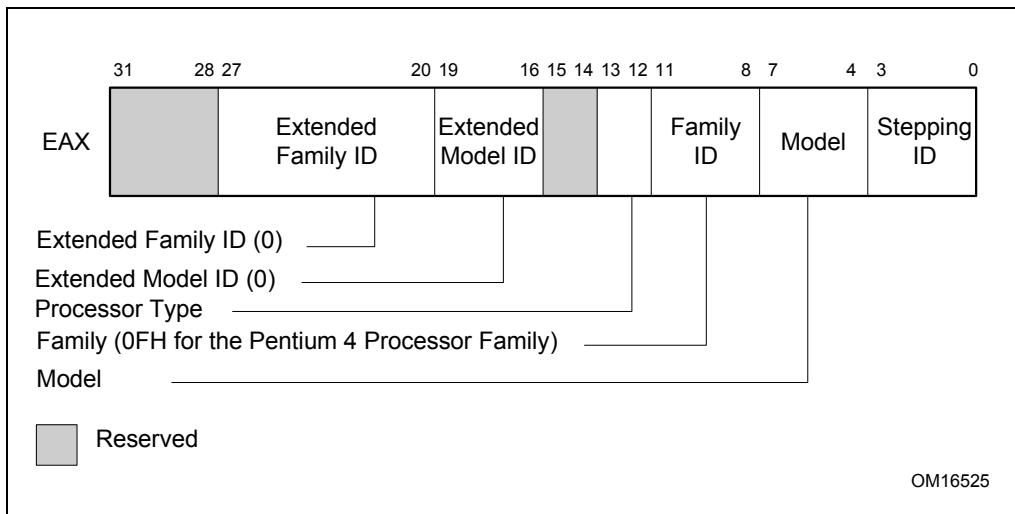 31 28 27 20 19 16 15 14 13 12 11 8 7 4 3 0
EAX Extended Family ID Extended Model ID Family ID Model Stepping ID
Extended Family ID (0)
Extended Model ID (0)
Processor Type
Family (0FH for the Pentium 4 Processor Family)
Model
Reserved
OM16525